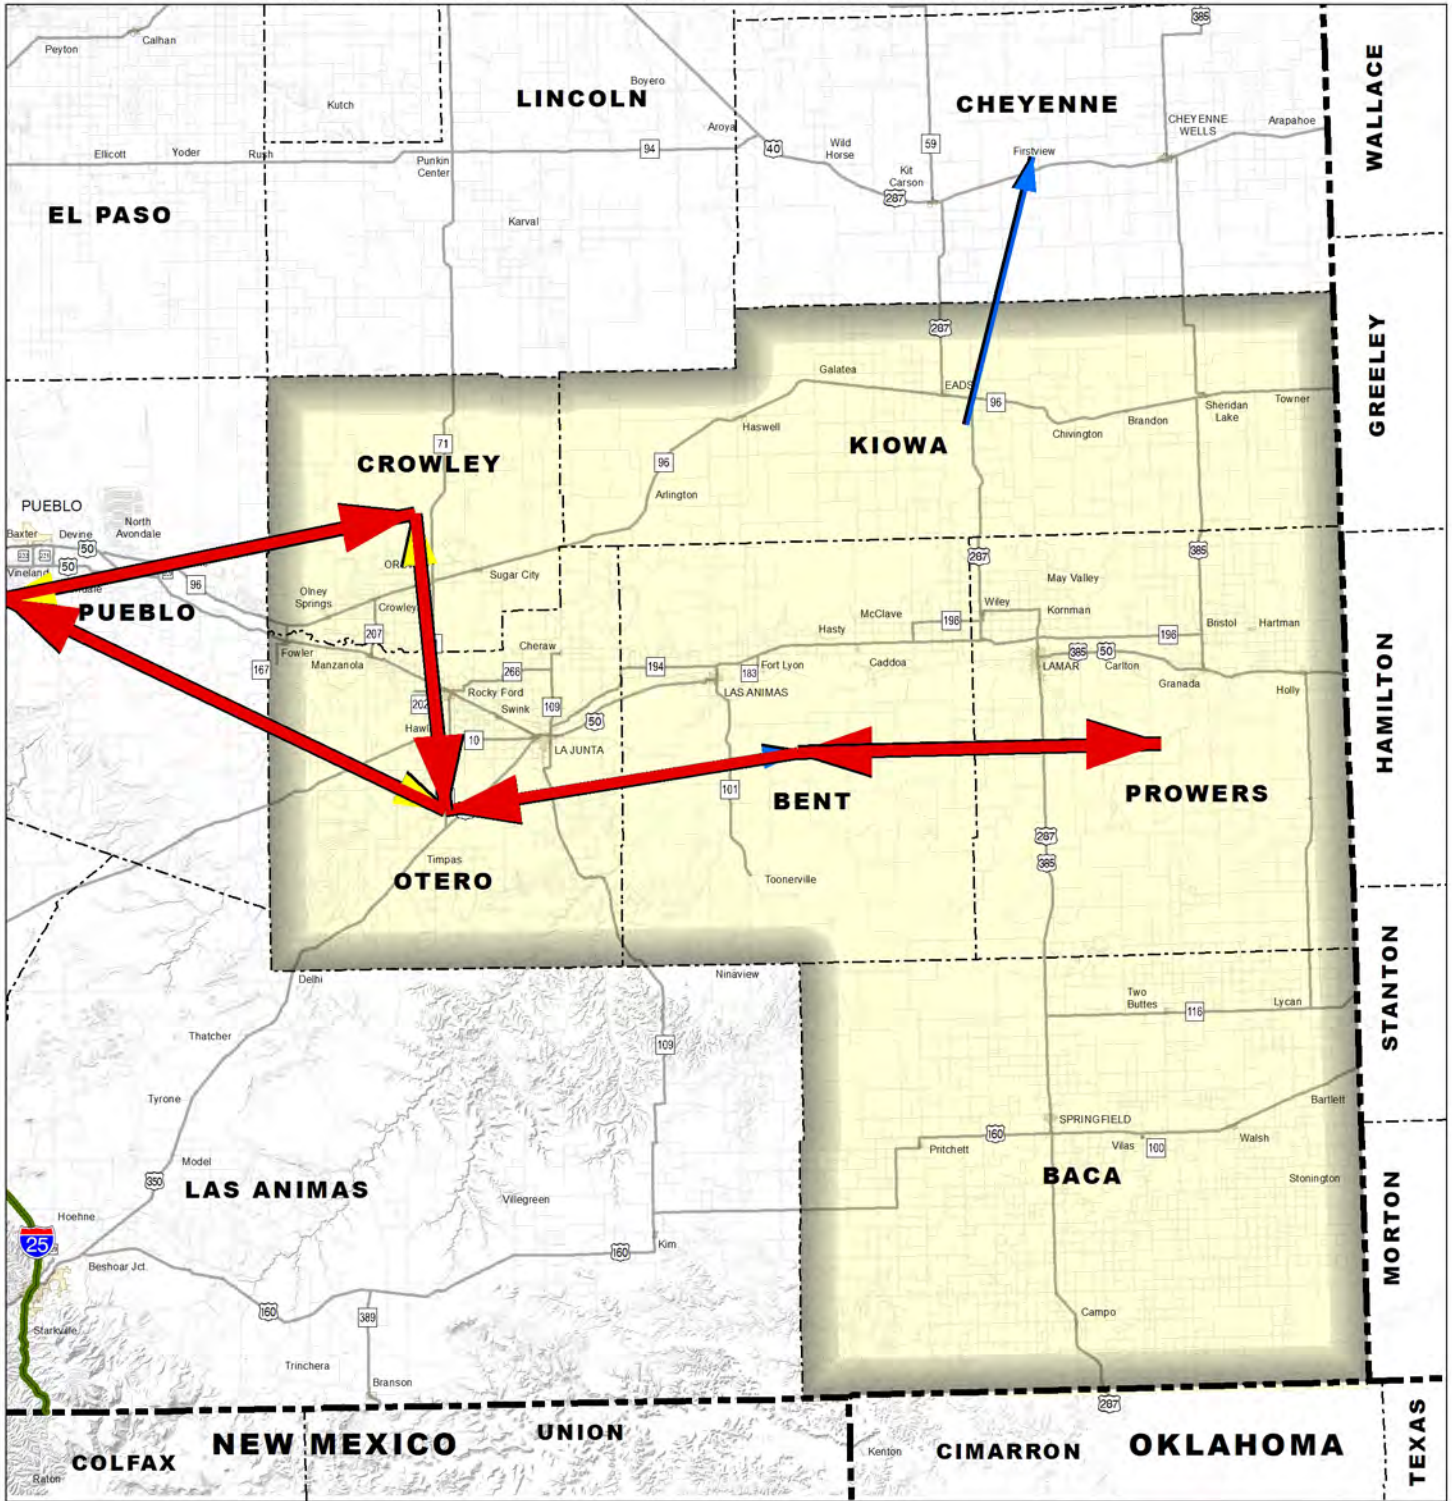 385
Calhan
Peyton
WALLACE
Boyero
LINCOLN
CHEYENNE
Kutch
CHEYENNE
WELLS
Arapahoe
Aroya
59
94
40
Wild
Horse
Firstview
Ellicott
Yoder
Rush
Punkin
Center
Kit
Carson
287
EL PASO
Karval
GREELEY
287
Galatea
EADS
96
Sheridan
Lake
Towner
Haswell
Brandon
Chivington
71
KIOWA
CROWLEY
96
Arlington
PUEBLO
North
Avondale
Baxter
Devine
50
Vineland
50
96
287
385
Sugar City
May Valley
Olney
Springs
Crowley
PUEBLO
Wiley
Kornman
McClave
196
Hasty
196
Bristol
Hartman
207
Cheraw
Fowler
Manzanola
167
266
194
183
Fort Lyon
Caddoa
LAMAR
385
50
Carlton
Granada
Holly
HAMILTON
Rocky Ford
202
Swink
109
LAS ANIMAS
50
10
LA JUNTA
101
BENT
PROWERS
287
385
Timpas
OTERO
Toonerville
Delhi
Ninaview
Two
Buttes
116
Lycan
STANTON
Thatcher
109
Tyrone
Bartlett
SPRINGFIELD
160
Vilas
100
Walsh
Pritchett
Model
350
LAS ANIMAS
BACA
Stonington
Villegreen
Hoehne
25
160
Kim
Beshoar Jct.
MORTON
160
389
Campo
Starkville
Trinchera
Branson
287
NEW MEXICO
UNION
COLFAX
Raton
Kenton
CIMARRON
OKLAHOMA
TEXAS